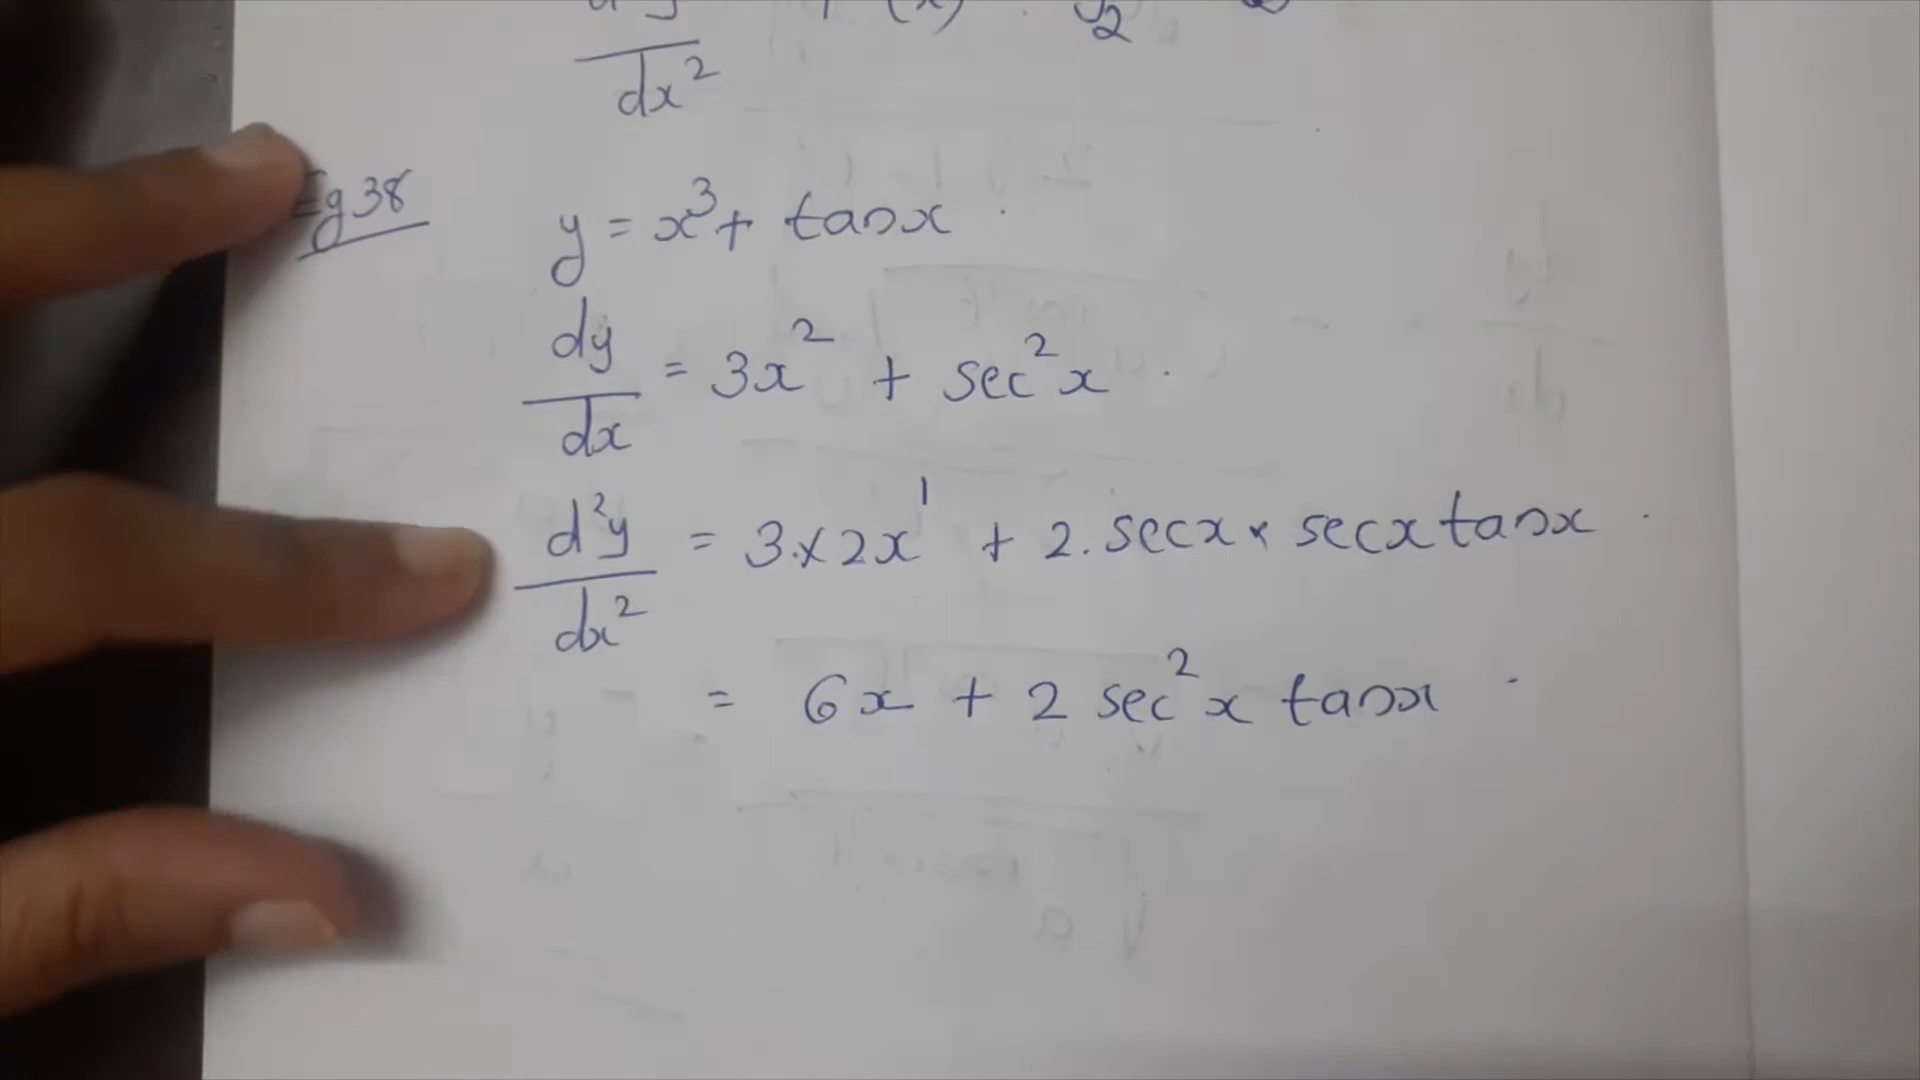 dx²
Eg 38
y = x³ + tanx
dy/dx = 3x² + sec²x
d²y/dx² = 3×2x¹ + 2.secx × secx tanx
= 6x + 2 sec²x tanx